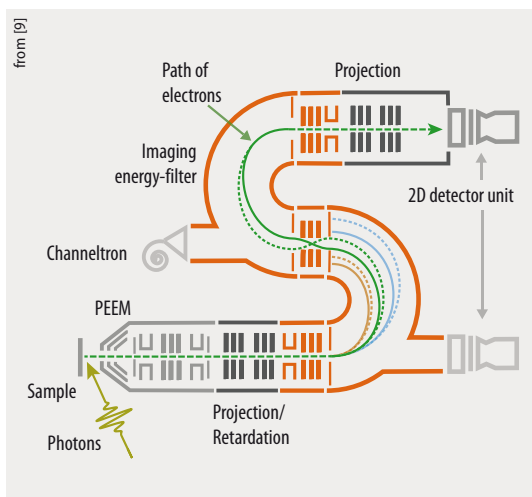 from [9]
Path of
electrons
Projection
Imaging
energy-filter
2D detector unit
Channeltron
PEEM
Sample
Projection/
Retardation
Photons